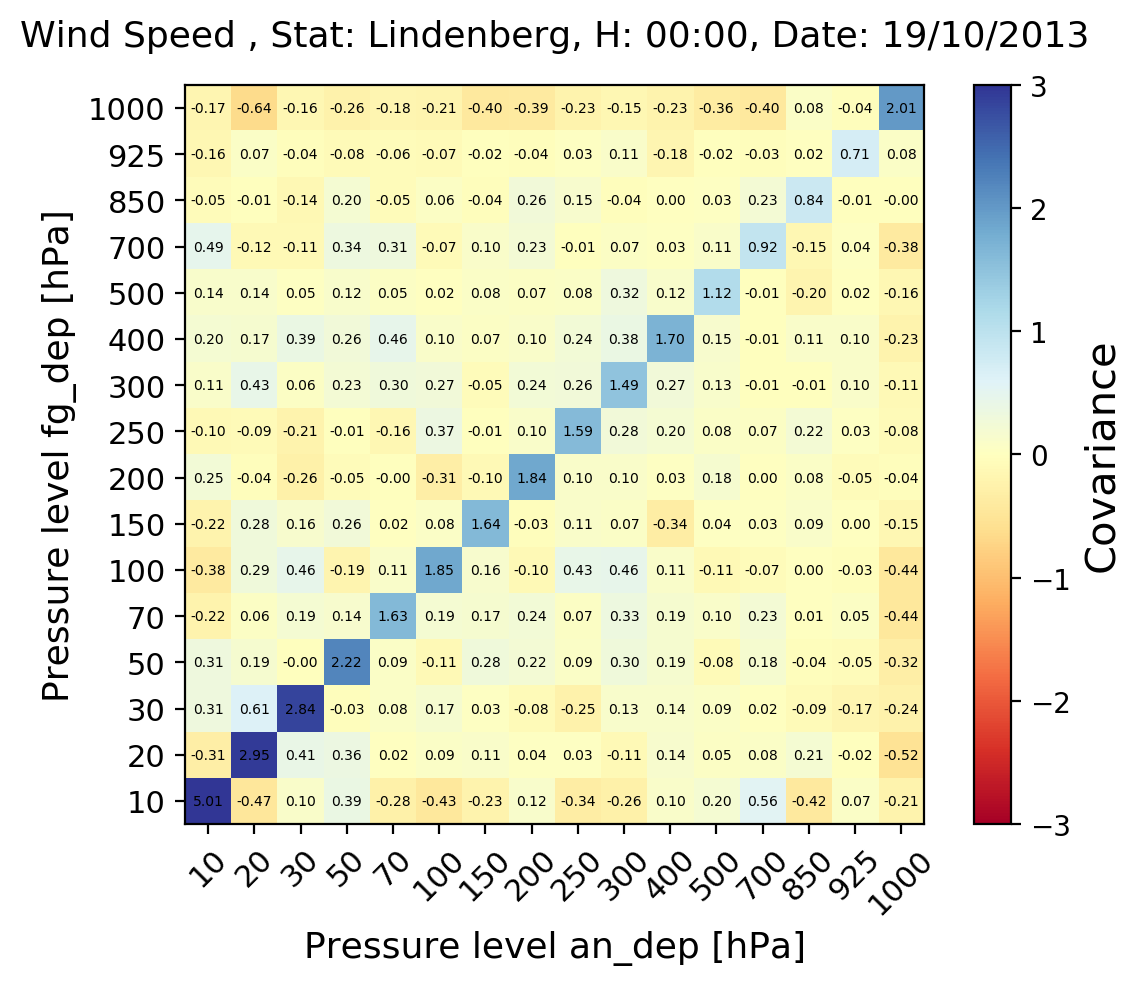 Wind Speed , Stat: Lindenberg, H: 00:00, Date: 19/10/2013
1000 -0.17 -0.64 -0.16 -0.26 -0.18 -0.21 -0.40 -0.39 -0.23 -0.15 -0.23 -0.36 -0.40 0.08 -0.04 2.01
925 -0.16 0.07 -0.04 -0.08 -0.06 -0.07 -0.02 -0.04 0.03 0.11 -0.18 -0.02 -0.03 0.02 0.71 0.08
850 -0.05 -0.01 -0.14 0.20 -0.05 0.06 -0.04 0.26 0.15 -0.04 0.00 0.03 0.23 0.84 -0.01 -0.00
700 0.49 -0.12 -0.11 0.34 0.31 -0.07 0.10 0.23 -0.01 0.07 0.03 0.11 0.92 -0.15 0.04 -0.38
500 0.14 0.14 0.05 0.12 0.05 0.02 0.08 0.07 0.08 0.32 0.12 1.12 -0.01 -0.20 0.02 -0.16
400 0.20 0.17 0.39 0.26 0.46 0.10 0.07 0.10 0.24 0.38 1.70 0.15 -0.01 0.11 0.10 -0.23
300 0.11 0.43 0.06 0.23 0.30 0.27 -0.05 0.24 0.26 1.49 0.27 0.13 -0.01 -0.01 0.10 -0.11
250 -0.10 -0.09 -0.21 -0.01 -0.16 0.37 -0.01 0.10 1.59 0.28 0.20 0.08 0.07 0.22 0.03 -0.08
200 0.25 -0.04 -0.26 -0.05 -0.00 -0.31 -0.10 1.84 0.10 0.10 0.03 0.18 0.00 0.08 -0.05 -0.04
150 -0.22 0.28 0.16 0.26 0.02 0.08 1.64 -0.03 0.11 0.07 -0.34 0.04 0.03 0.09 0.00 -0.15
100 -0.38 0.29 0.46 -0.19 0.11 1.85 0.16 -0.10 0.43 0.46 0.11 -0.11 -0.07 0.00 -0.03 -0.44
70 -0.22 0.06 0.19 0.14 1.63 0.19 0.17 0.24 0.07 0.33 0.19 0.10 0.23 0.01 0.05 -0.44
50 0.31 0.19 -0.00 2.22 0.09 -0.11 0.28 0.22 0.09 0.30 0.19 -0.08 0.18 -0.04 -0.05 -0.32
30 0.31 0.61 2.84 -0.03 0.08 0.17 0.03 -0.08 -0.25 0.13 0.14 0.09 0.02 -0.09 -0.17 -0.24
20 -0.31 2.95 0.41 0.36 0.02 0.09 0.11 0.04 0.03 -0.11 0.14 0.05 0.08 0.21 -0.02 -0.52
10 5.01 -0.47 0.10 0.39 -0.28 -0.43 -0.23 0.12 -0.34 -0.26 0.10 0.20 0.56 -0.42 0.07 -0.21
10 20 30 50 70 100 150 200 250 300 400 500 700 850 925 1000
Pressure level an_dep [hPa]
Pressure level fg_dep [hPa]
3
2
1
0
−1
−2
−3
Covariance